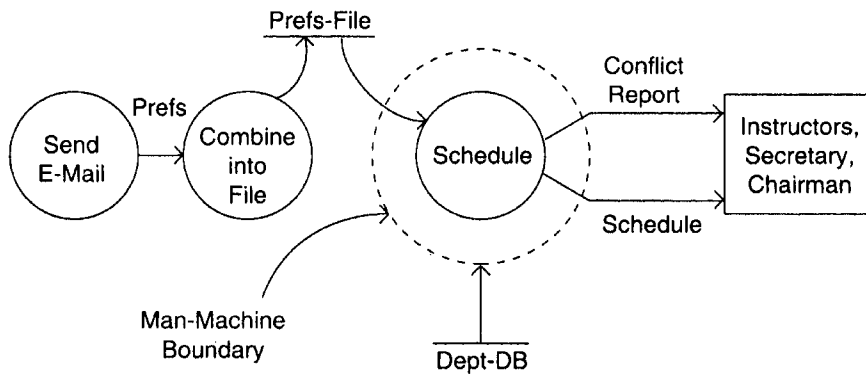 Prefs-File
Prefs
Send
E-Mail
Combine
into
File
Schedule
Conflict
Report
Instructors,
Secretary,
Chairman
Schedule
Man-Machine
Boundary
Dept-DB